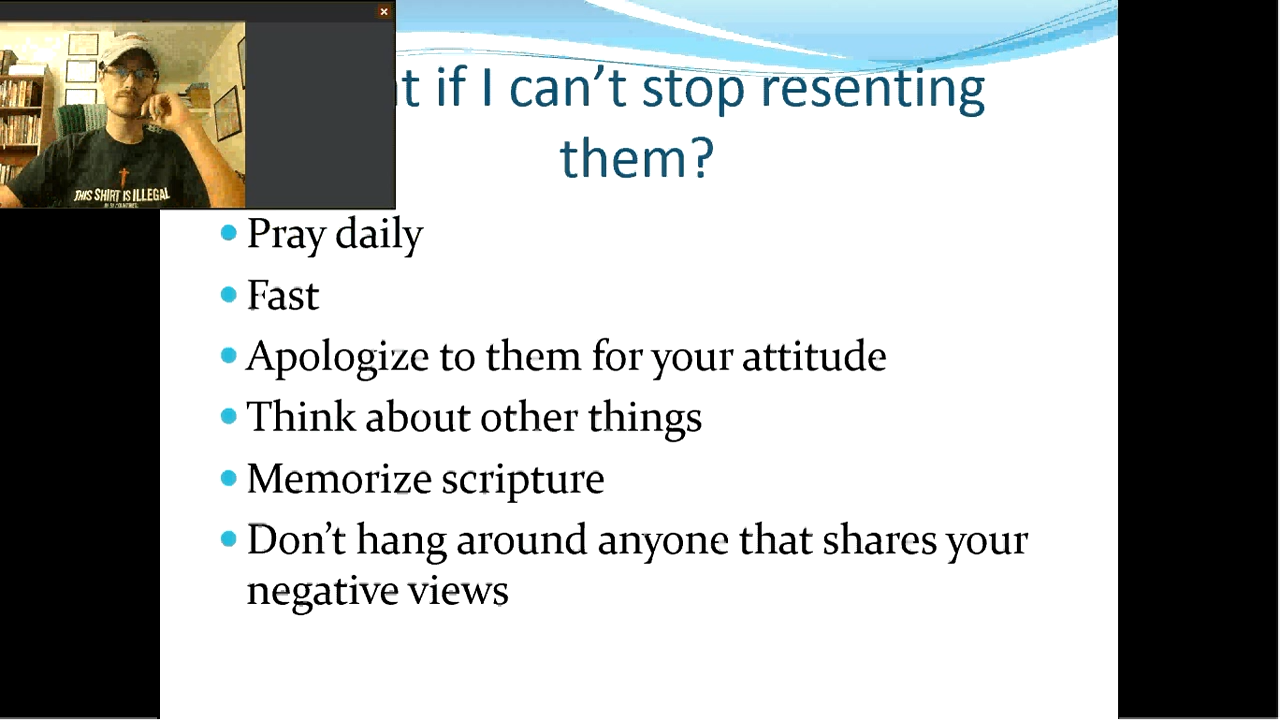 t if I can't stop resenting
them?
THIS SHIRT IS ILLEGAL
• Pray daily
• Fast
• Apologize to them for your attitude
• Think about other things
• Memorize scripture
• Don't hang around anyone that shares your
negative views